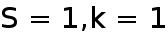 S = 1,k = 1